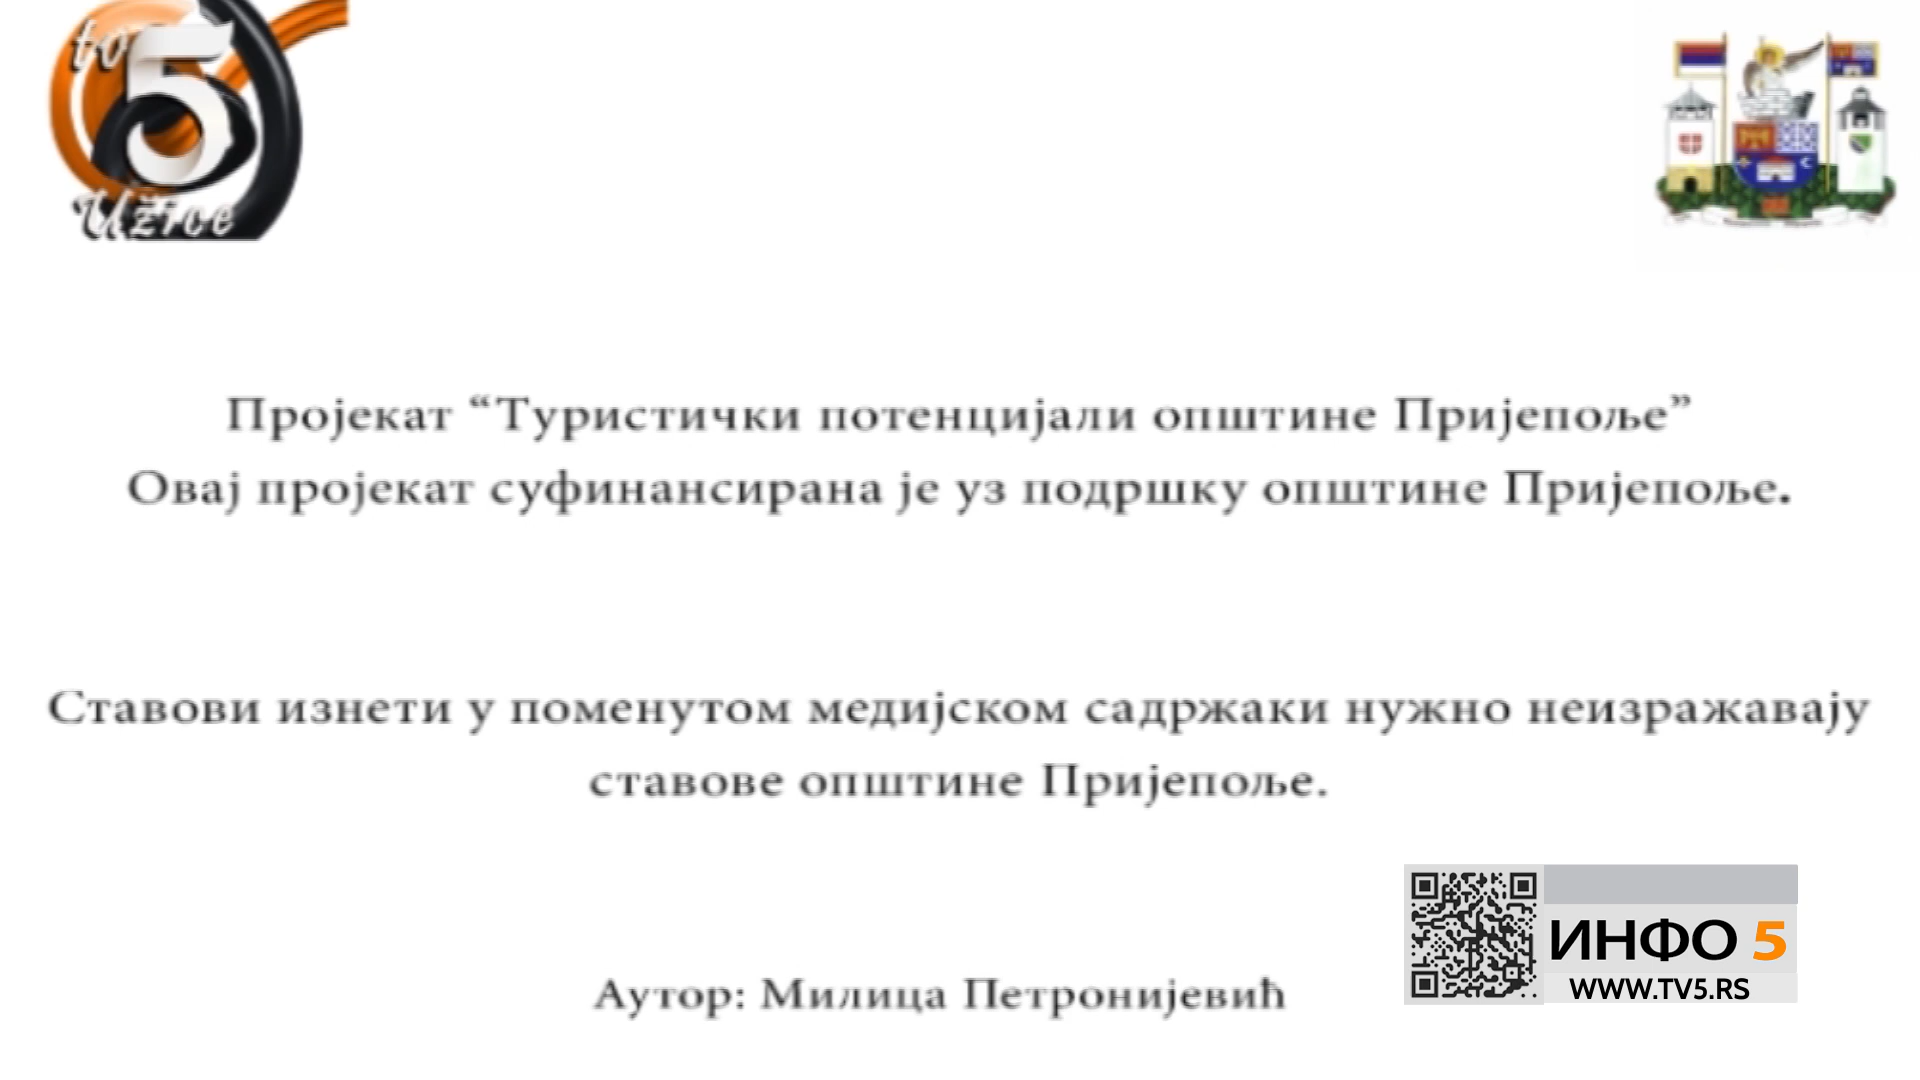 tv
5
Užice
Пројекат “Туристички потенцијали општине Пријепоље”
Овај пројекат суфинансирана је уз подршку општине Пријепоље.
Ставови изнети у поменутом медијском садржаки нужно неизражавају
ставове општине Пријепоље.
ИНФО 5
WWW.TV5.RS
Аутор: Милица Петронијевић